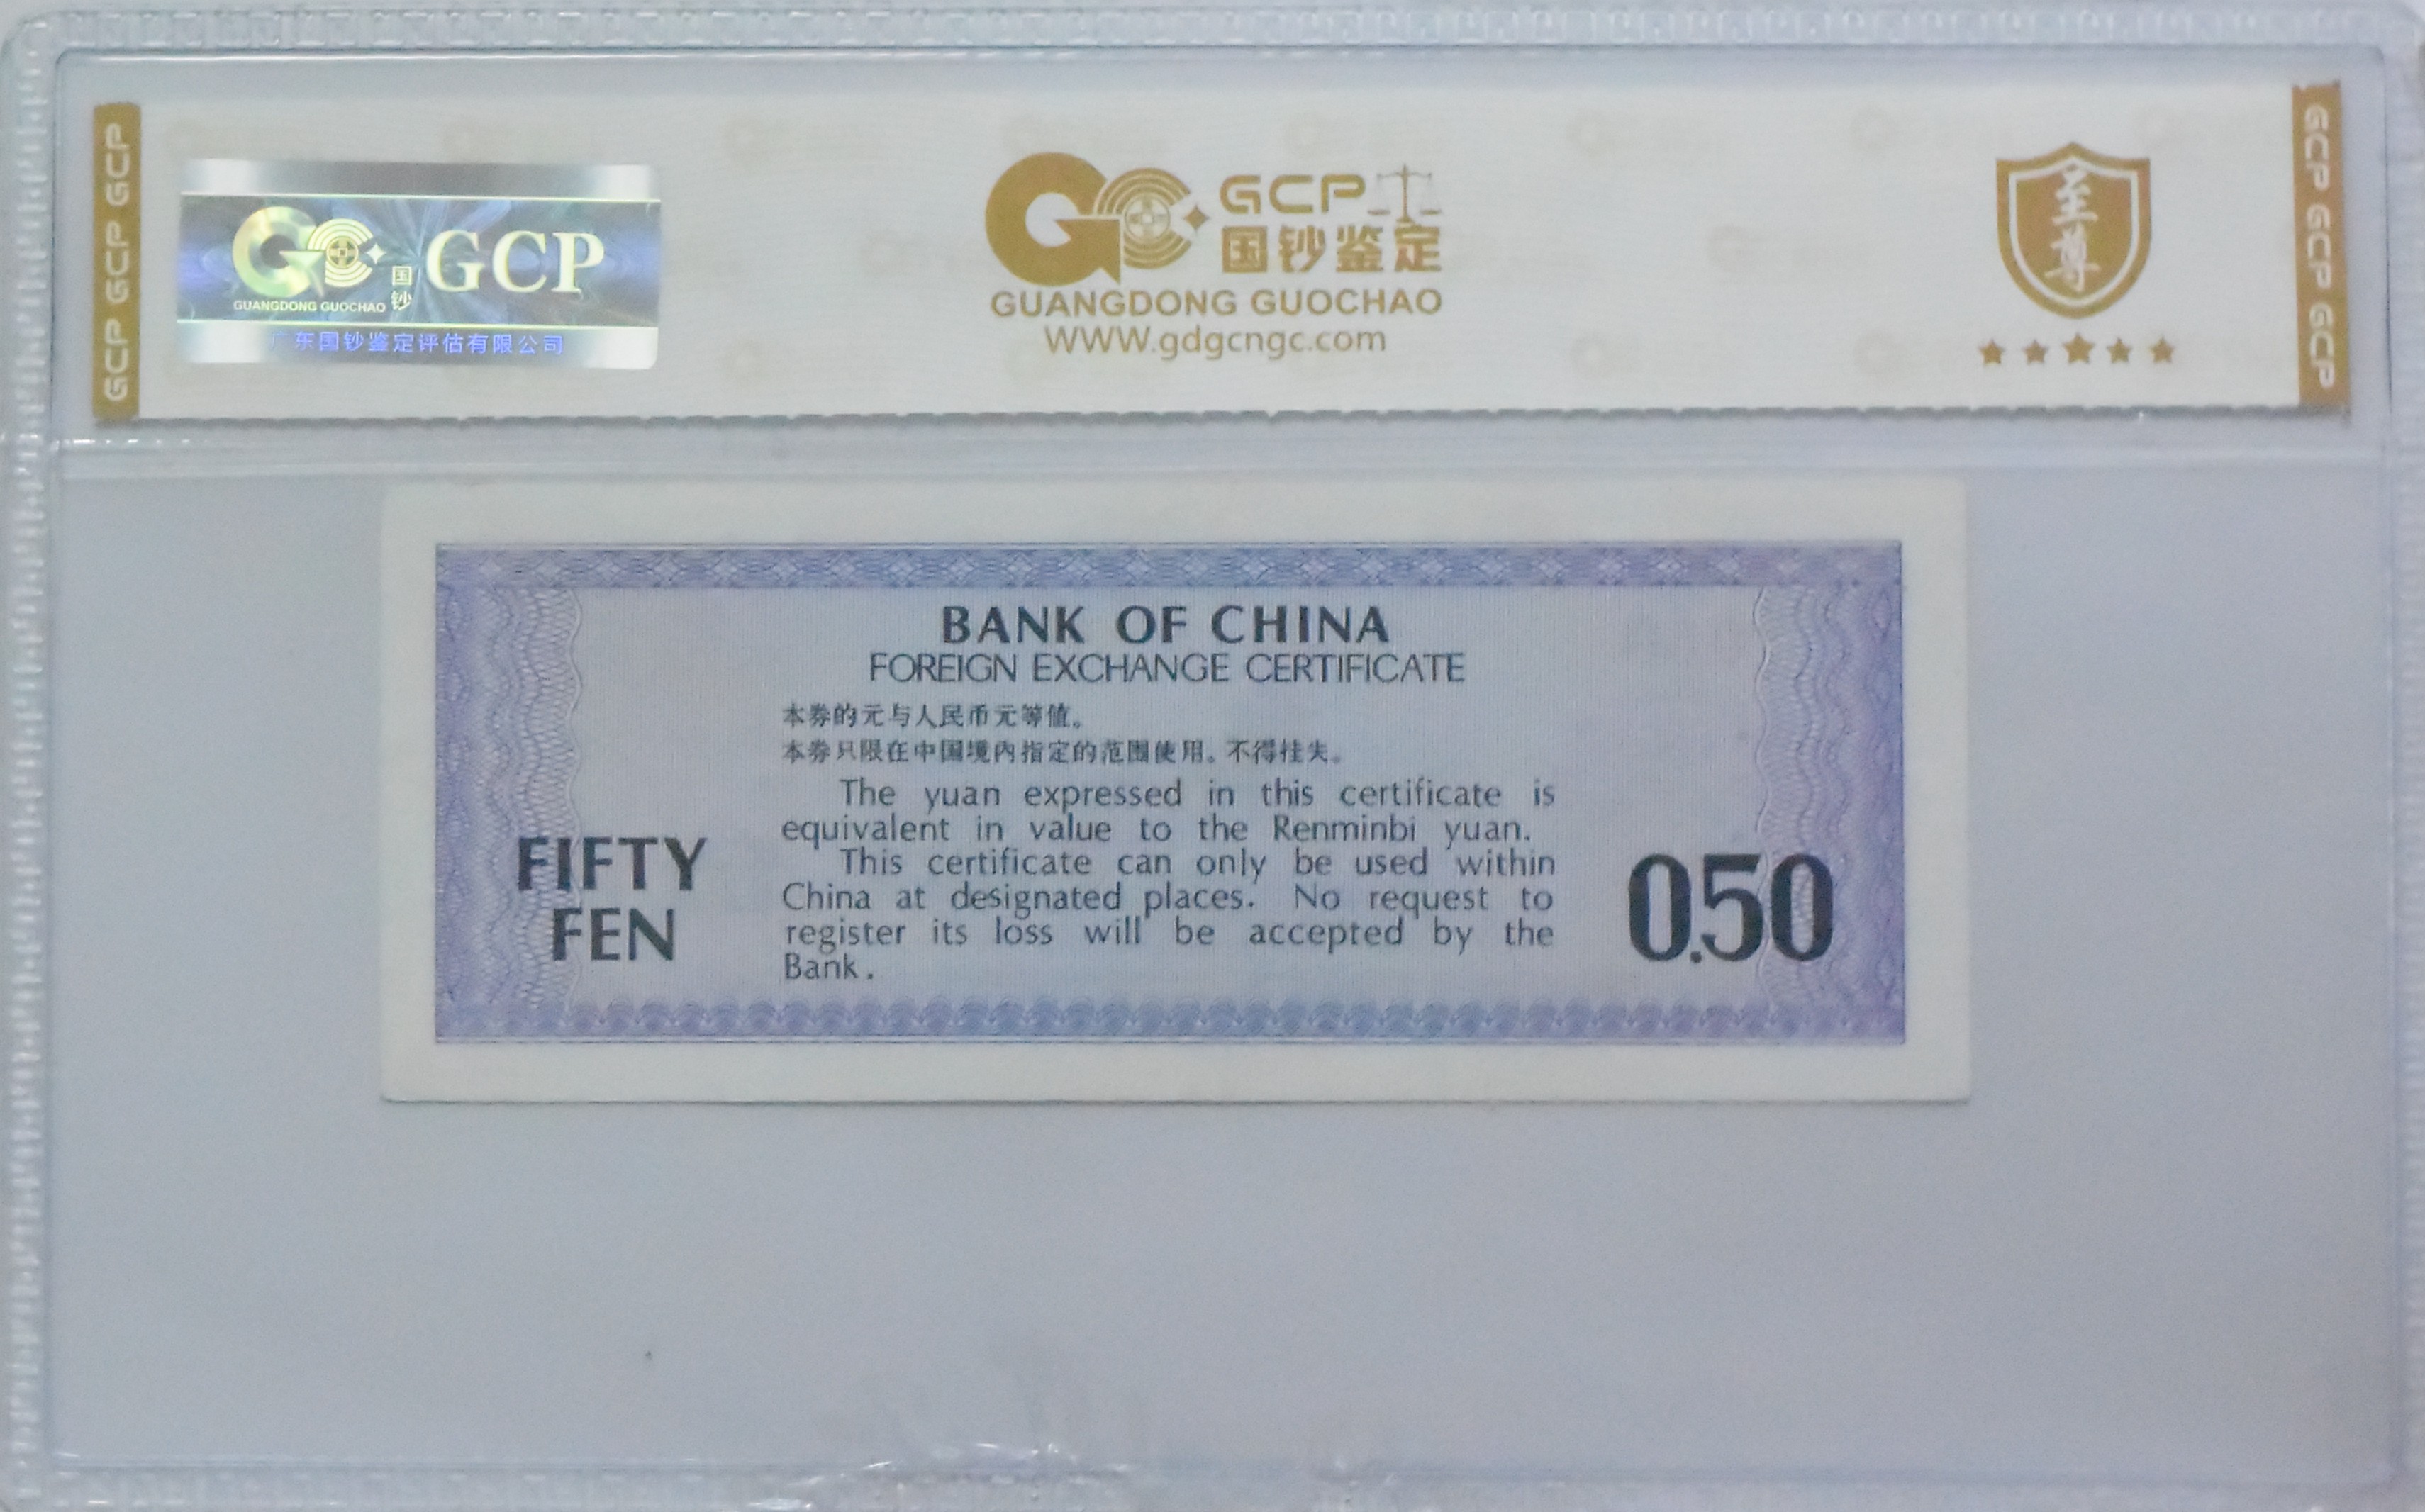 GCP GCP GCP
国钞 GCP
GUANGDONG GUOCHAO
广东国钞鉴定评估有限公司
GCP
国钞鉴定
GUANGDONG GUOCHAO
WWW.gdgcngc.com
至尊
GCP GCP GCP
BANK OF CHINA
FOREIGN EXCHANGE CERTIFICATE
本券的元与人民币元等值。
本券只限在中国境内指定的范围使用。不得挂失。
The yuan expressed in this certificate is
equivalent in value to the Renminbi yuan.
This certificate can only be used within
China at designated places. No request to
register its loss will be accepted by the
Bank.
FIFTY
FEN
0.50